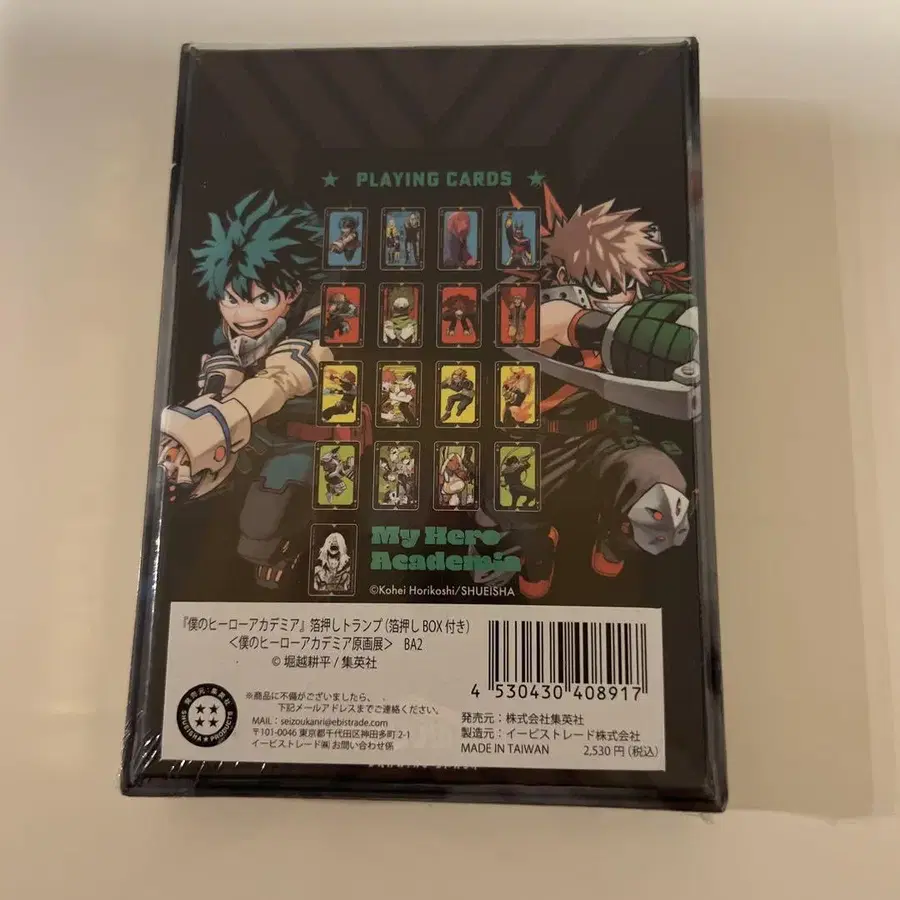 ★ PLAYING CARDS ★
My Hero
Academia
©Kohei Horikoshi/SHUEISHA
『僕のヒーローアカデミア』箔押しトランプ(箔押しBOX付き)
<僕のヒーローアカデミア原画展> BA2
© 堀越耕平 / 集英社
4 530430 408917
発売元:集英社
SHUEISHA PRODUCTS
※商品に不備がございましたら、
下記メールアドレスまでご連絡ください。
MAIL:seizoukanri@ebistrade.com
〒101-0046 東京都千代田区神田多町2-1
イービストレード㈱ お問い合わせ係
発売元:株式会社集英社
製造元:イービストレード株式会社
MADE IN TAIWAN 2,530円(税込)